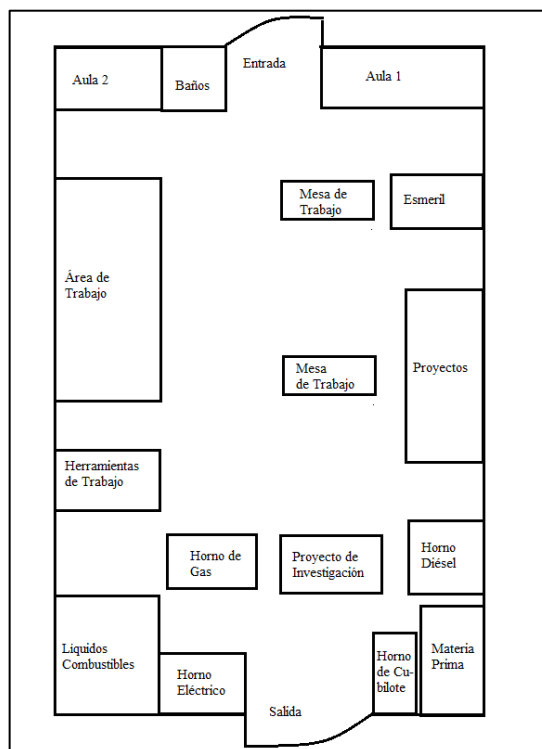 Aula 2
Baños
Entrada
Aula 1
Mesa de
Trabajo
Esmeril
Área de
Trabajo
Mesa
de Trabajo
Proyectos
Herramientas
de Trabajo
Horno de
Gas
Proyecto de
Investigación
Horno
Diésel
Líquidos
Combustibles
Horno
Eléctrico
Salida
Horno
de Cu-
bilote
Materia
Prima